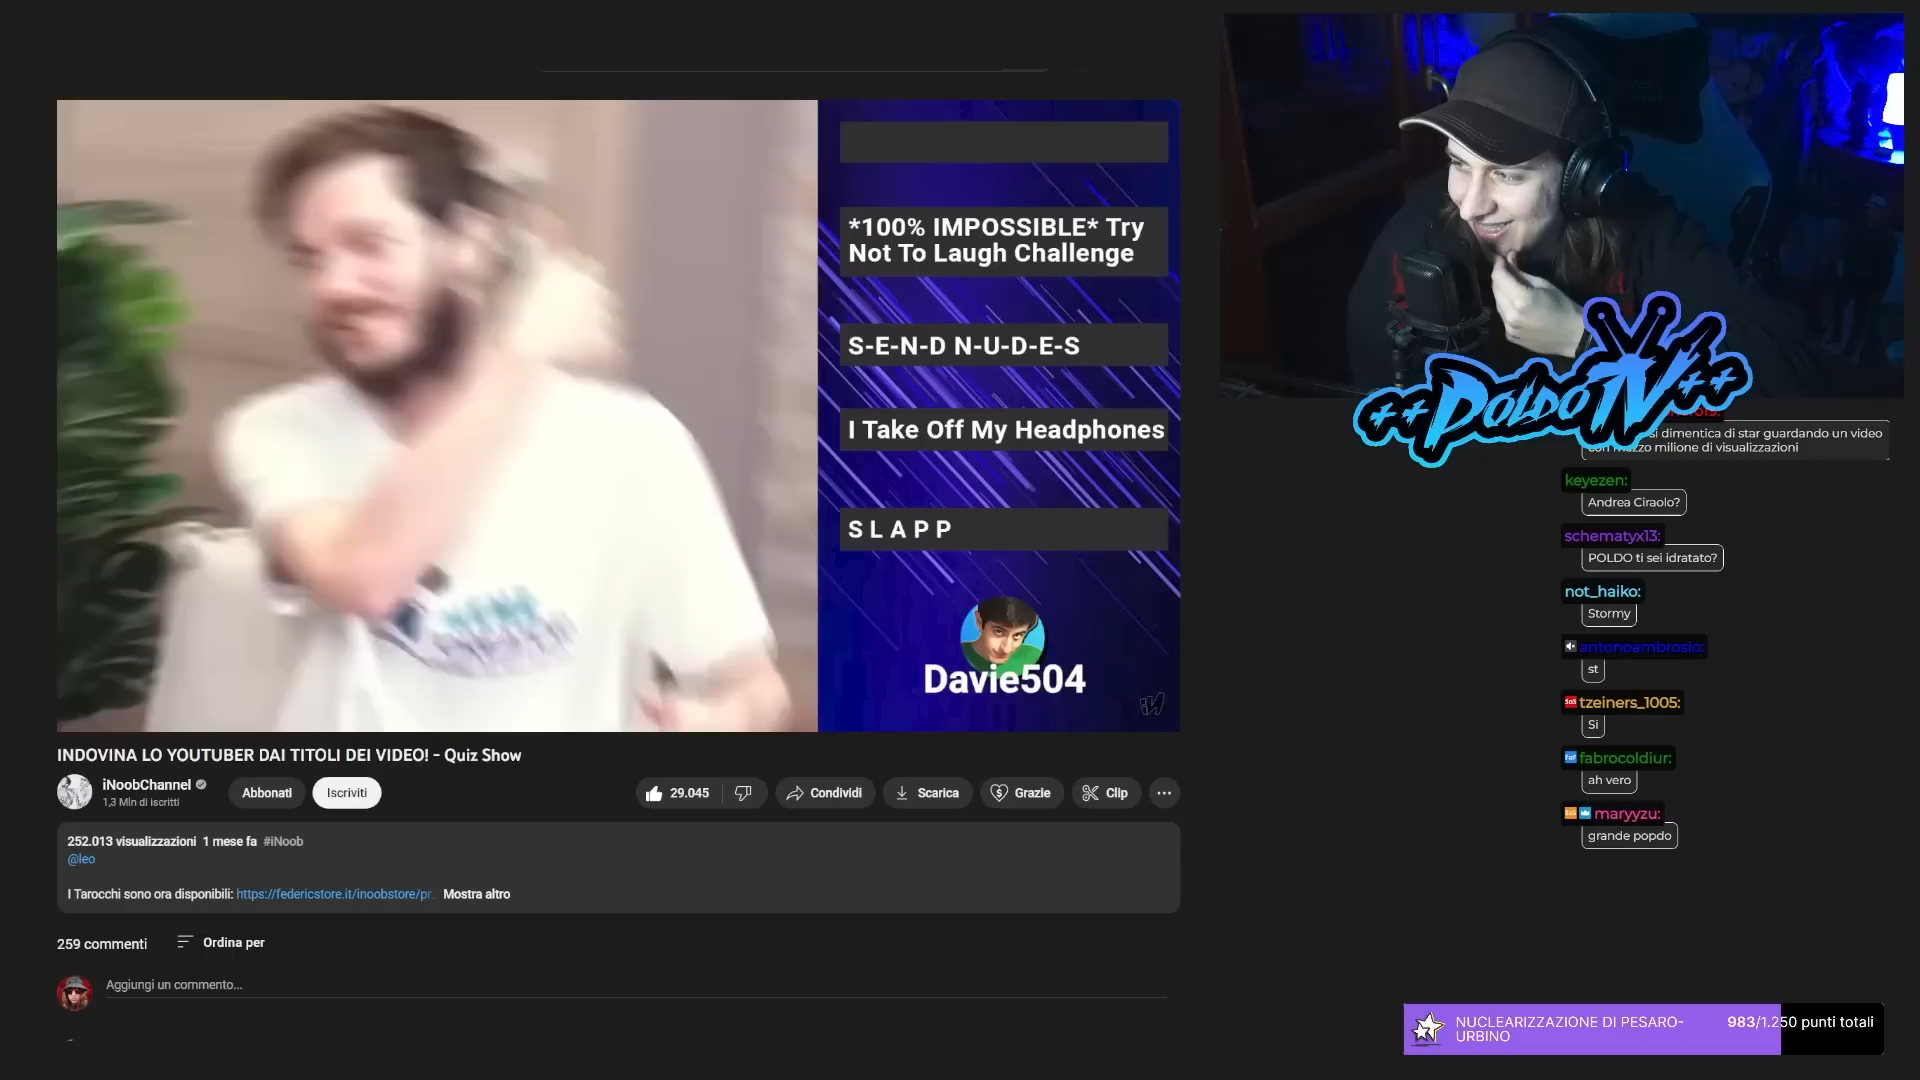 *100% IMPOSSIBLE* Try
Not To Laugh Challenge
S-E-N-D N-U-D-E-S
I Take Off My Headphones
S L A P P
Davie504
INDOVINA LO YOUTUBER DAI TITOLI DEI VIDEO! - Quiz Show
iNoobChannel
1,3 Mln di iscritti
Abbonati
Iscriviti
29.045
Condividi
Scarica
Grazie
Clip
252.013 visualizzazioni 1 mese fa #iNoob
@leo
I Tarocchi sono ora disponibili: https://federicstore.it/inoobstore/pr... Mostra altro
259 commenti
Ordina per
Aggiungi un commento...
++POLDOTV++
si dimentica di star guardando un video
con mezzo milione di visualizzazioni
keyezen:
Andrea Ciraolo?
schematyx13:
POLDO ti sei idratato?
not_haiko:
Stormy
antonoambrosio:
st
tzeiners_1005:
Si
fabrocoldiur:
ah vero
maryyzu:
grande popdo
NUCLEARIZZAZIONE DI PESARO-
URBINO
983/1.250 punti totali